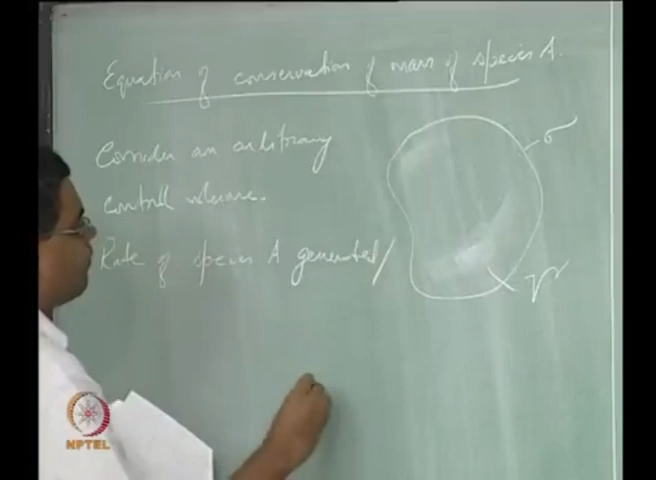 Equation of conservation of mass of species A.
Consider an arbitrary
control volume.
Rate of species A generated/
σ
V
NPTEL